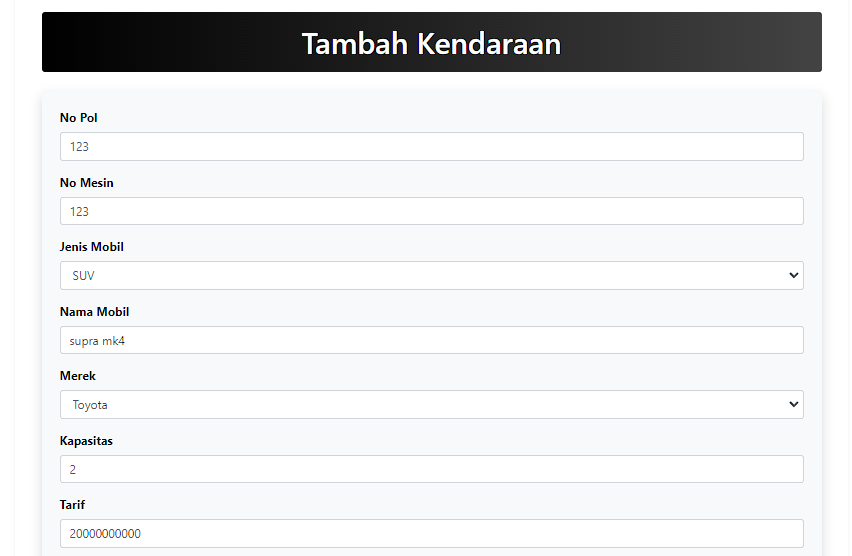 Tambah Kendaraan
No Pol
123
No Mesin
123
Jenis Mobil
SUV
Nama Mobil
supra mk4
Merek
Toyota
Kapasitas
2
Tarif
20000000000